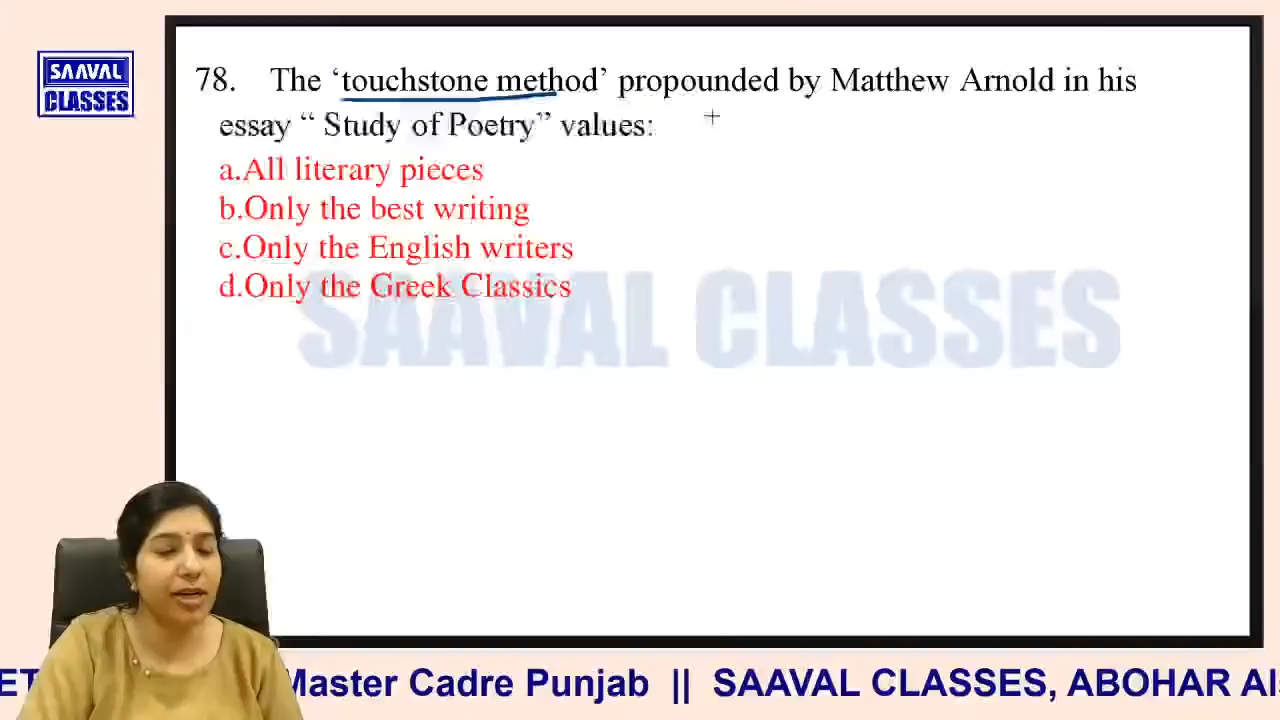 SAAVAL
CLASSES
78. The ‘touchstone method’ propounded by Matthew Arnold in his
essay “ Study of Poetry” values:
a.All literary pieces
b.Only the best writing
c.Only the English writers
d.Only the Greek Classics
SAAVAL CLASSES
Master Cadre Punjab || SAAVAL CLASSES, ABOHAR